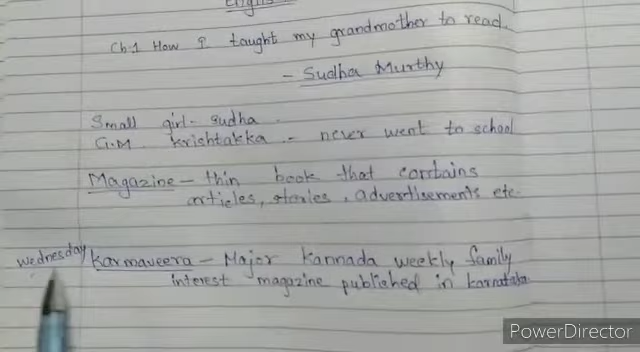 English
Ch.1 How I taught my grandmother to read.
- Sudha Murthy
Small girl - sudha.
G.M Krishtakka - never went to school
Magazine - thin book that contains
articles, stories, advertisements etc
wednesday Karmaveera - Major Kannada weekly family
interest magazine published in Karnataka
PowerDirector